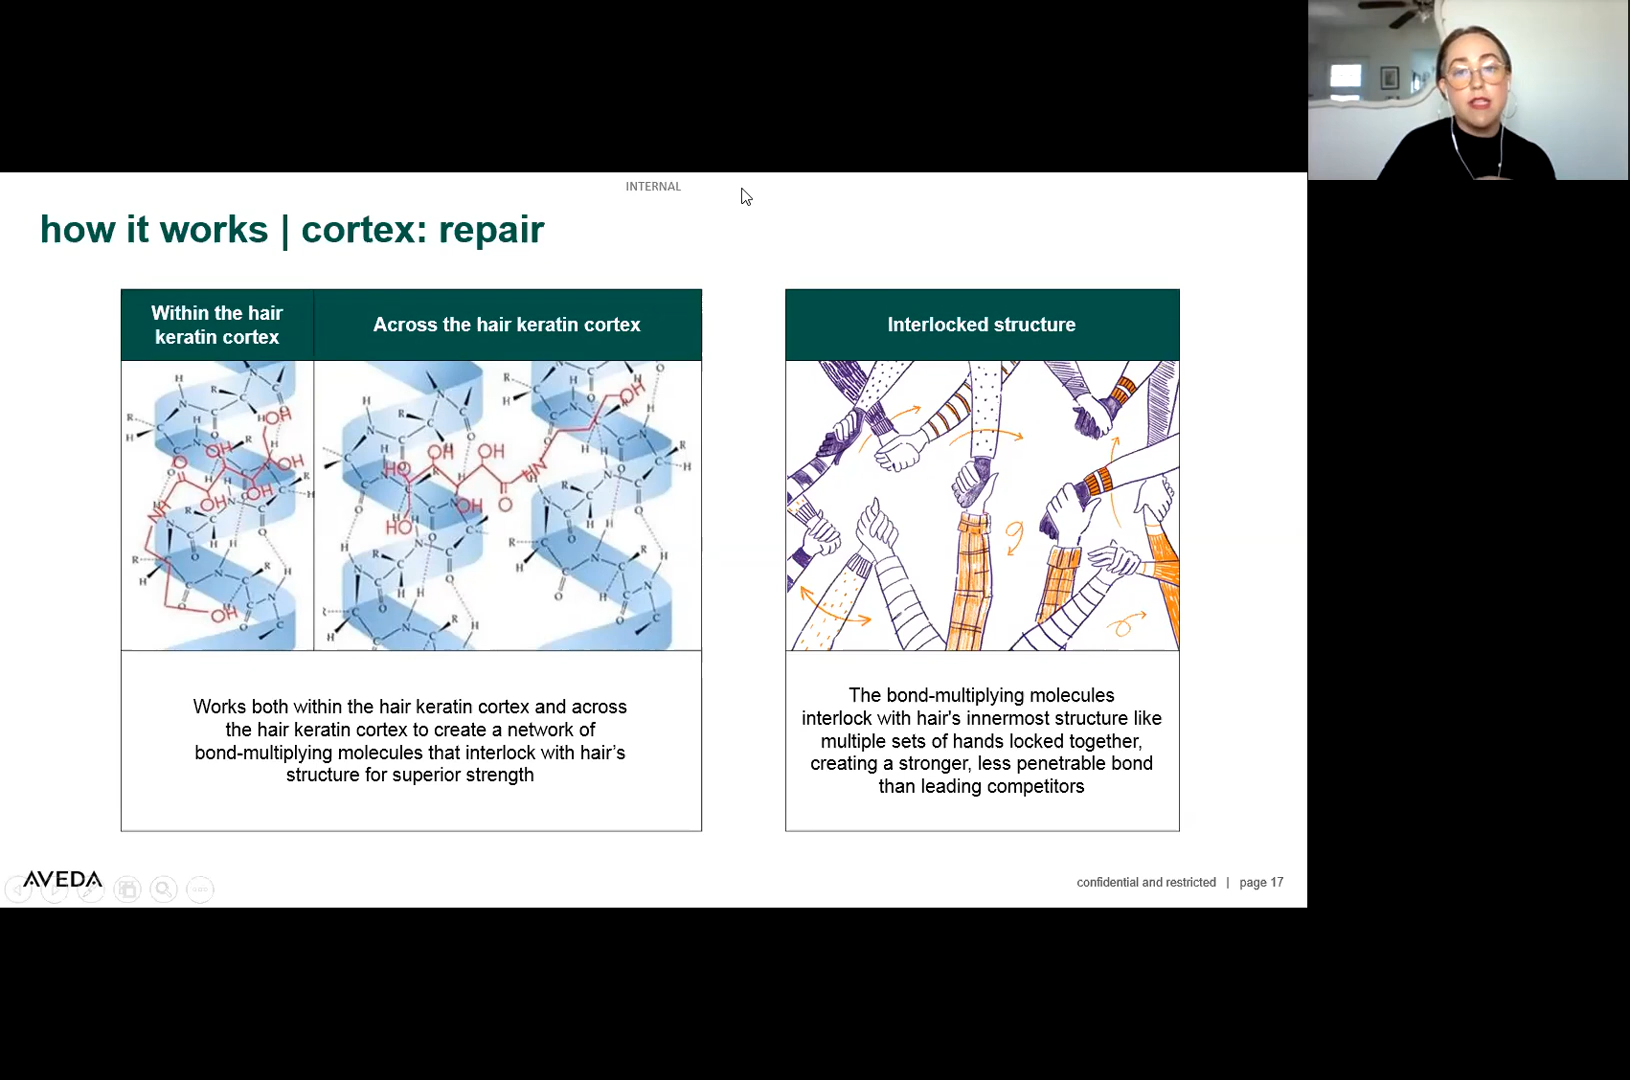 INTERNAL
how it works | cortex: repair
Within the hair
keratin cortex
Across the hair keratin cortex
Interlocked structure
Works both within the hair keratin cortex and across
the hair keratin cortex to create a network of
bond-multiplying molecules that interlock with hair’s
structure for superior strength
The bond-multiplying molecules
interlock with hair's innermost structure like
multiple sets of hands locked together,
creating a stronger, less penetrable bond
than leading competitors
AVEDA
confidential and restricted | page 17